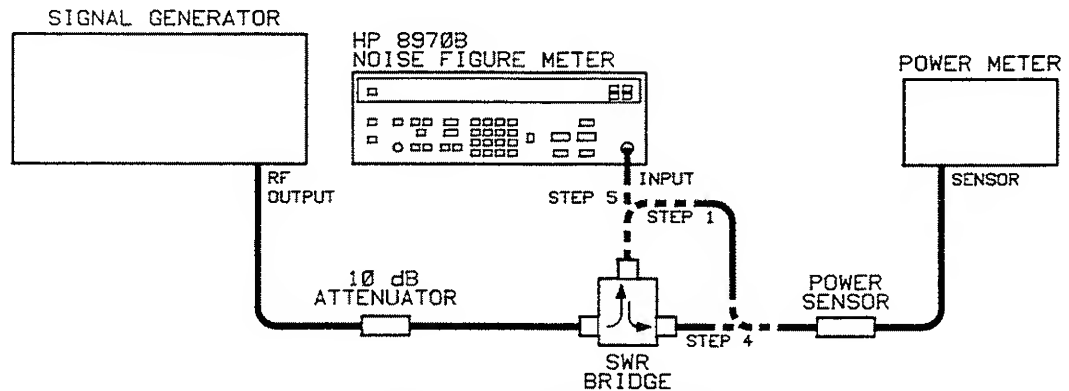 SIGNAL GENERATOR
HP 8970B
NOISE FIGURE METER
POWER METER
RF
OUTPUT
INPUT
SENSOR
STEP 5
STEP 1
10 dB
ATTENUATOR
POWER
SENSOR
STEP 4
SWR
BRIDGE